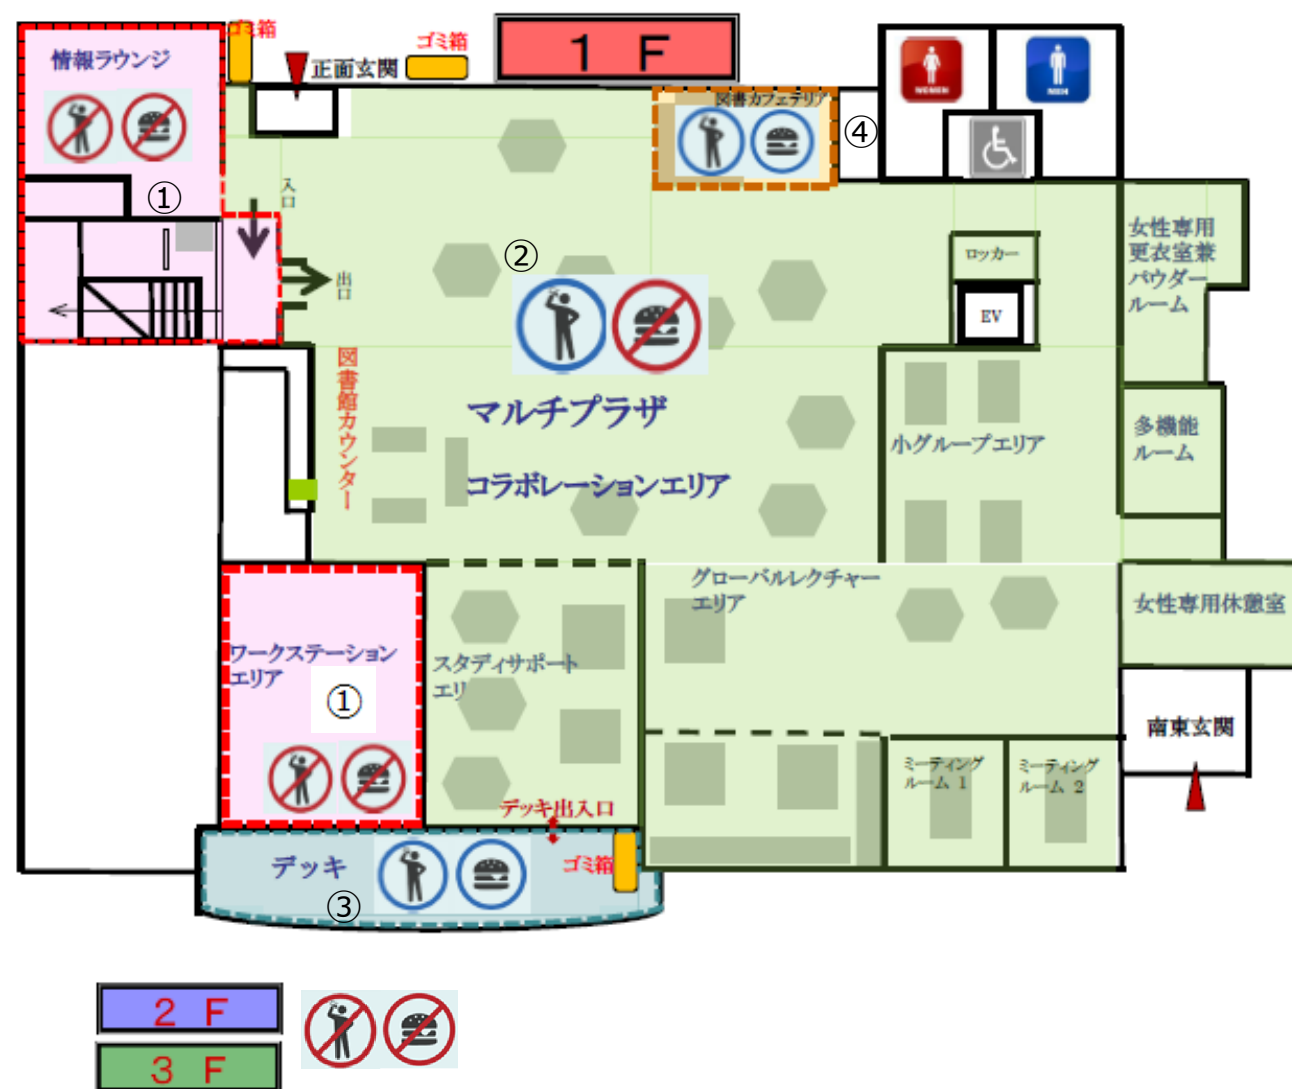 ゴミ箱
ゴミ箱
1 F
情報ラウンジ
正面玄関
図書カフェテリア
WOMEN
MEN
④
①
入口
②
出口
ロッカー
EV
女性専用
更衣室兼
パウダー
ルーム
図書館カウンター
マルチプラザ
コラボレーションエリア
小グループエリア
多機能
ルーム
グローバルレクチャー
エリア
女性専用休憩室
ワークステーション
エリア
①
スタディサポート
エリ
南東玄関
ミーティング
ルーム 1
ミーティング
ルーム 2
デッキ出入口
デッキ
ゴミ箱
③
2 F
3 F